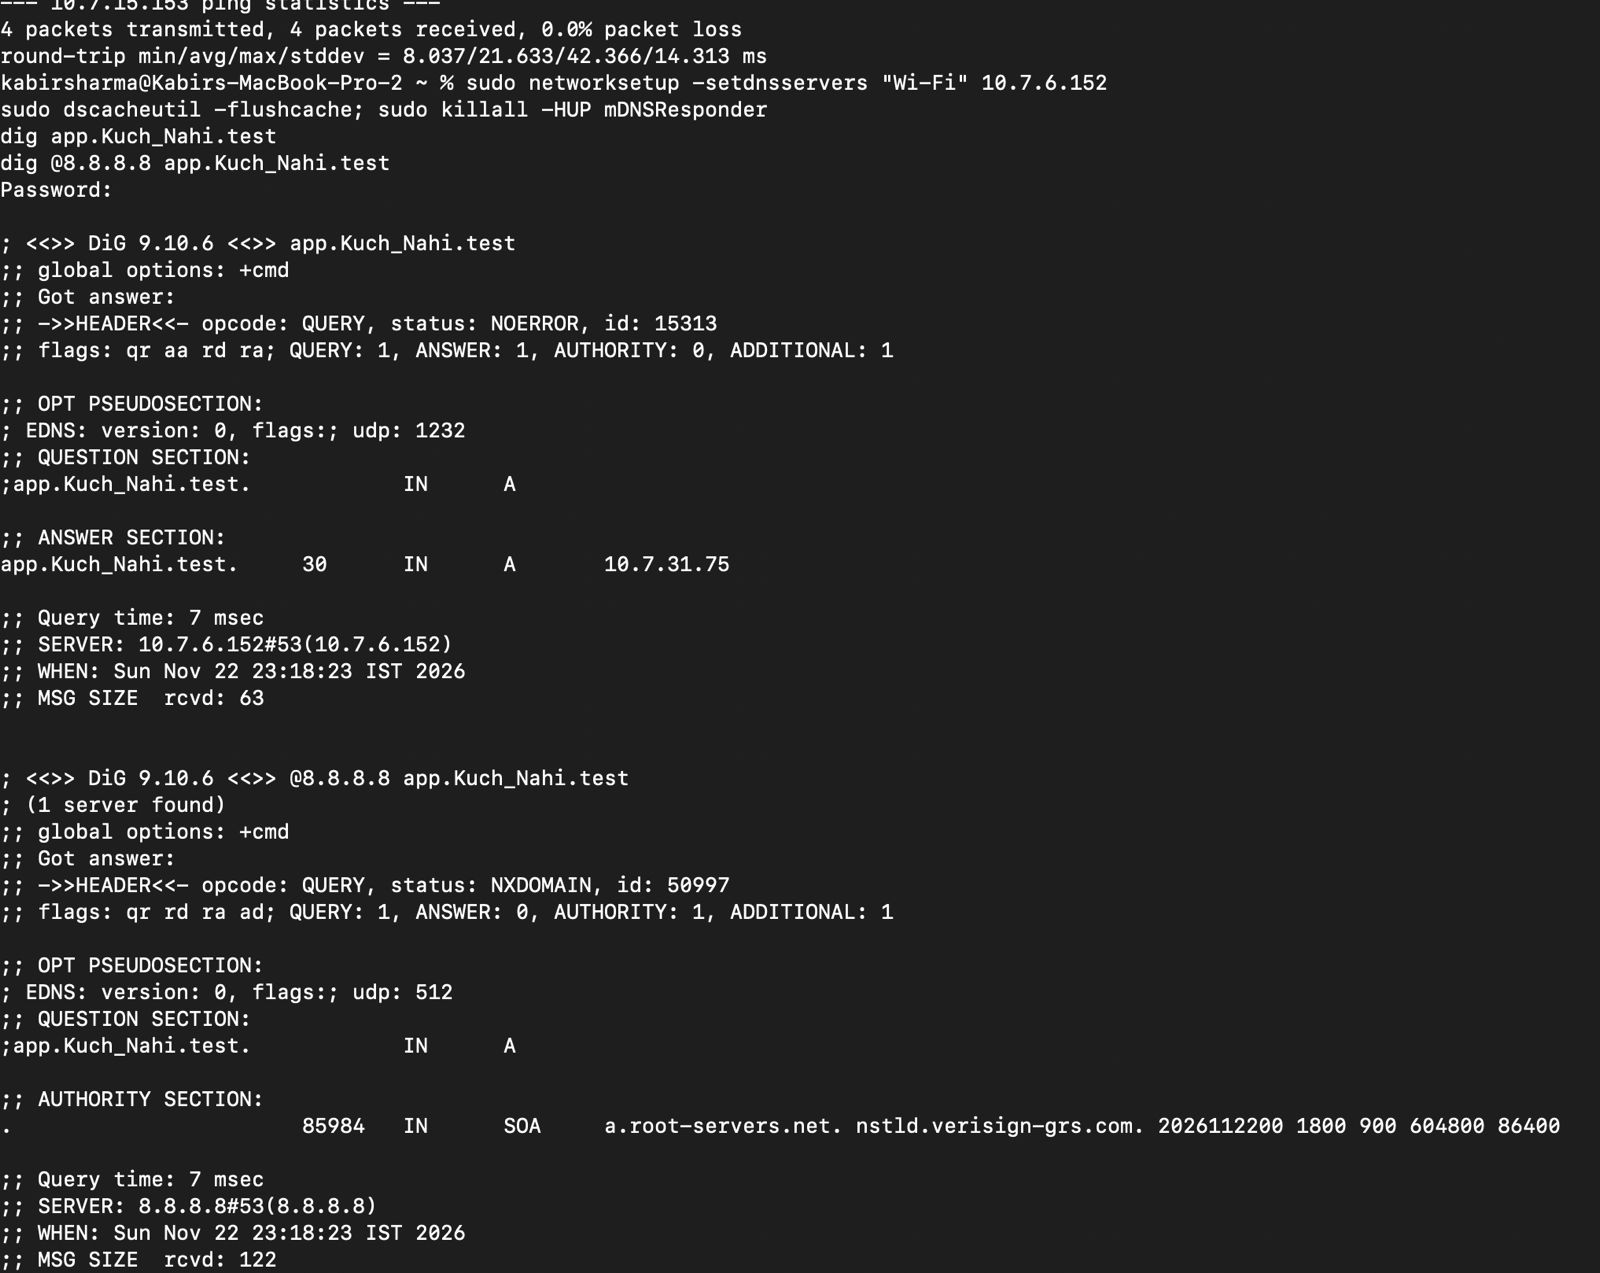 --- 10.7.15.153 ping statistics ---
4 packets transmitted, 4 packets received, 0.0% packet loss
round-trip min/avg/max/stddev = 8.037/21.633/42.366/14.313 ms
kabirsharma@Kabirs-MacBook-Pro-2 ~ % sudo networksetup -setdnsservers "Wi-Fi" 10.7.6.152
sudo dscacheutil -flushcache; sudo killall -HUP mDNSResponder
dig app.Kuch_Nahi.test
dig @8.8.8.8 app.Kuch_Nahi.test
Password:

; <<>> DiG 9.10.6 <<>> app.Kuch_Nahi.test
;; global options: +cmd
;; Got answer:
;; ->>HEADER<<- opcode: QUERY, status: NOERROR, id: 15313
;; flags: qr aa rd ra; QUERY: 1, ANSWER: 1, AUTHORITY: 0, ADDITIONAL: 1

;; OPT PSEUDOSECTION:
; EDNS: version: 0, flags:; udp: 1232
;; QUESTION SECTION:
;app.Kuch_Nahi.test. IN A

;; ANSWER SECTION:
app.Kuch_Nahi.test. 30 IN A 10.7.31.75

;; Query time: 7 msec
;; SERVER: 10.7.6.152#53(10.7.6.152)
;; WHEN: Sun Nov 22 23:18:23 IST 2026
;; MSG SIZE  rcvd: 63

; <<>> DiG 9.10.6 <<>> @8.8.8.8 app.Kuch_Nahi.test
; (1 server found)
;; global options: +cmd
;; Got answer:
;; ->>HEADER<<- opcode: QUERY, status: NXDOMAIN, id: 50997
;; flags: qr rd ra ad; QUERY: 1, ANSWER: 0, AUTHORITY: 1, ADDITIONAL: 1

;; OPT PSEUDOSECTION:
; EDNS: version: 0, flags:; udp: 512
;; QUESTION SECTION:
;app.Kuch_Nahi.test. IN A

;; AUTHORITY SECTION:
. 85984 IN SOA a.root-servers.net. nstld.verisign-grs.com. 2026112200 1800 900 604800 86400

;; Query time: 7 msec
;; SERVER: 8.8.8.8#53(8.8.8.8)
;; WHEN: Sun Nov 22 23:18:23 IST 2026
;; MSG SIZE  rcvd: 122